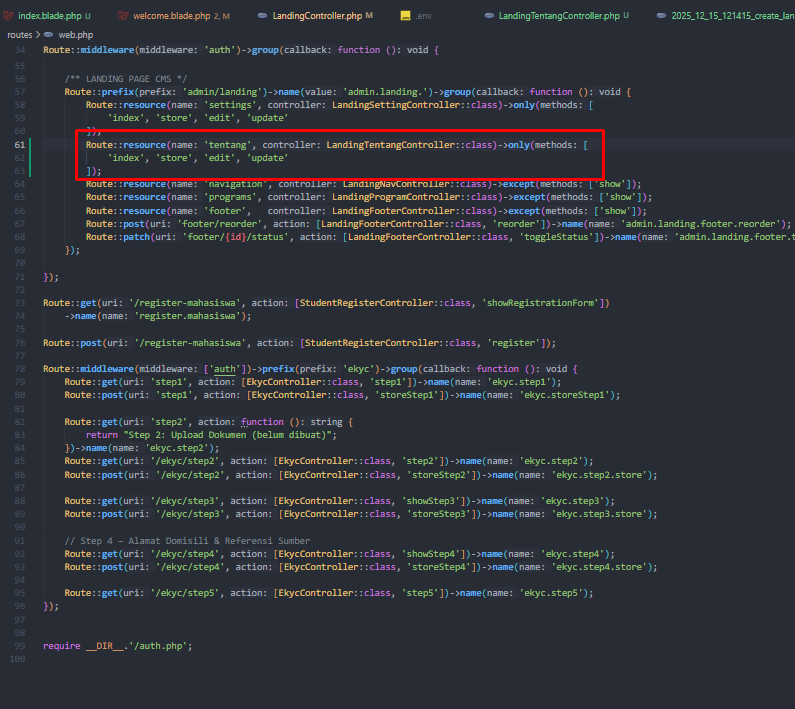 index.blade.php U welcome.blade.php 2, M LandingController.php M .env LandingTentangController.php U 2025_12_15_121415_create_lan
routes > web.php
34 Route::middleware(middleware: 'auth')->group(callback: function (): void {
55
56 /** LANDING PAGE CMS */
57 Route::prefix(prefix: 'admin/landing')->name(value: 'admin.landing.')->group(callback: function (): void {
58 Route::resource(name: 'settings', controller: LandingSettingController::class)->only(methods: [
59 'index', 'store', 'edit', 'update'
60 ]);
61 Route::resource(name: 'tentang', controller: LandingTentangController::class)->only(methods: [
62 'index', 'store', 'edit', 'update'
63 ]);
64 Route::resource(name: 'navigation', controller: LandingNavController::class)->except(methods: ['show']);
65 Route::resource(name: 'programs', controller: LandingProgramController::class)->except(methods: ['show']);
66 Route::resource(name: 'footer', controller: LandingFooterController::class)->except(methods: ['show']);
67 Route::post(uri: 'footer/reorder', action: [LandingFooterController::class, 'reorder'])->name(name: 'admin.landing.footer.reorder');
68 Route::patch(uri: 'footer/{id}/status', action: [LandingFooterController::class, 'toggleStatus'])->name(name: 'admin.landing.footer.t
69 });
70
71 });
72
73 Route::get(uri: '/register-mahasiswa', action: [StudentRegisterController::class, 'showRegistrationForm'])
74 ->name(name: 'register.mahasiswa');
75
76 Route::post(uri: '/register-mahasiswa', action: [StudentRegisterController::class, 'register']);
77
78 Route::middleware(middleware: ['auth'])->prefix(prefix: 'ekyc')->group(callback: function (): void {
79 Route::get(uri: 'step1', action: [EkycController::class, 'step1'])->name(name: 'ekyc.step1');
80 Route::post(uri: 'step1', action: [EkycController::class, 'storeStep1'])->name(name: 'ekyc.storeStep1');
81
82 Route::get(uri: 'step2', action: function (): string {
83 return "Step 2: Upload Dokumen (belum dibuat)";
84 })->name(name: 'ekyc.step2');
85 Route::get(uri: '/ekyc/step2', action: [EkycController::class, 'step2'])->name(name: 'ekyc.step2');
86 Route::post(uri: '/ekyc/step2', action: [EkycController::class, 'storeStep2'])->name(name: 'ekyc.step2.store');
87
88 Route::get(uri: '/ekyc/step3', action: [EkycController::class, 'showStep3'])->name(name: 'ekyc.step3');
89 Route::post(uri: '/ekyc/step3', action: [EkycController::class, 'storeStep3'])->name(name: 'ekyc.step3.store');
90
91 // Step 4 – Alamat Domisili & Referensi Sumber
92 Route::get(uri: '/ekyc/step4', action: [EkycController::class, 'showStep4'])->name(name: 'ekyc.step4');
93 Route::post(uri: '/ekyc/step4', action: [EkycController::class, 'storeStep4'])->name(name: 'ekyc.step4.store');
94
95 Route::get(uri: '/ekyc/step5', action: [EkycController::class, 'step5'])->name(name: 'ekyc.step5');
96 });
97
98
99 require __DIR__.'/auth.php';
100